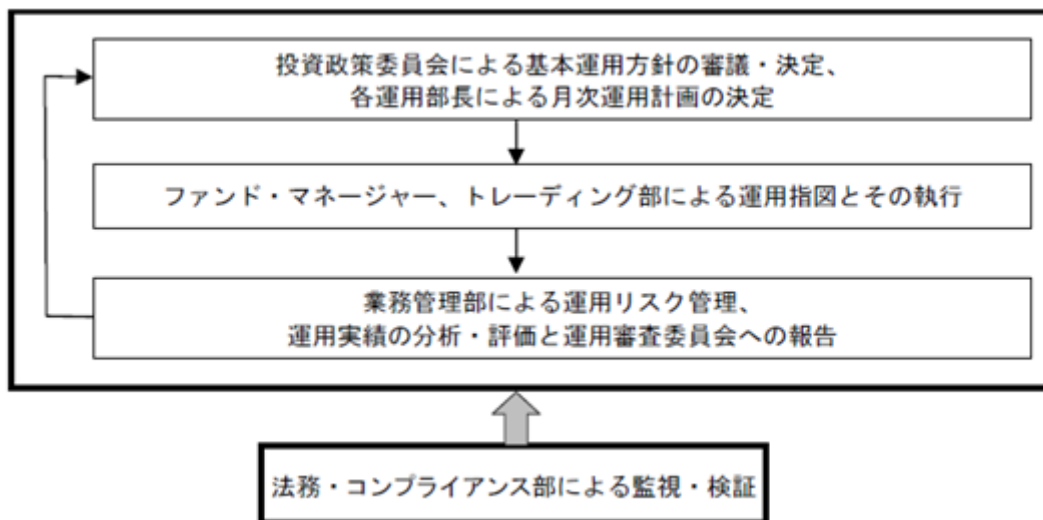 投資政策委員会による基本運用方針の審議・決定、
各運用部長による月次運用計画の決定
ファンド・マネージャー、トレーディング部による運用指図とその執行
業務管理部による運用リスク管理、
運用実績の分析・評価と運用審査委員会への報告
法務・コンプライアンス部による監視・検証